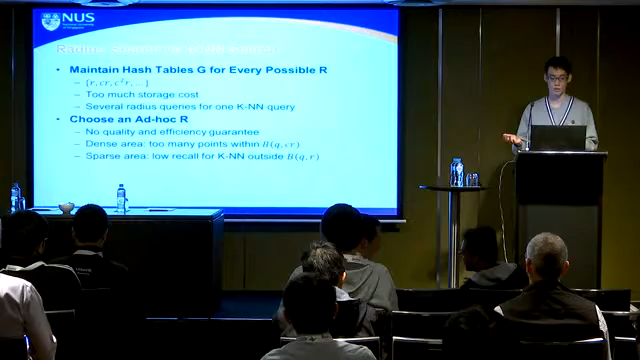 NUS
• Maintain Hash Tables G for Every Possible R
– {r, cr, c²r, ...}
– Too much storage cost
– Several radius queries for one K-NN query
• Choose an Ad-hoc R
– No quality and efficiency guarantee
– Dense area: too many points within B(q, cr)
– Sparse area: low recall for K-NN outside B(q, r)